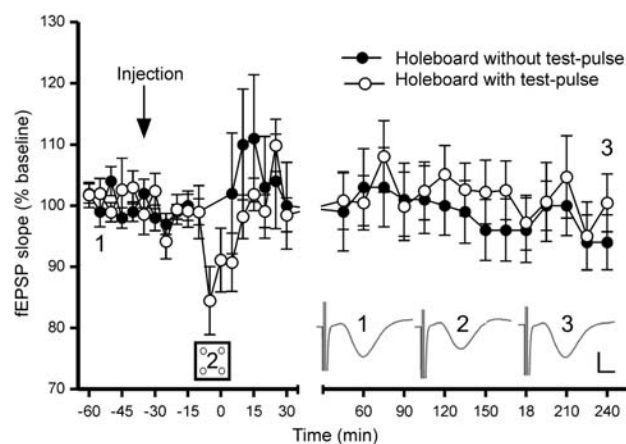 fEPSP slope (% baseline)
130
120
110
100
90
80
70
Injection
Holeboard without test-pulse
Holeboard with test-pulse
1
2
3
1
2
3
-60 -45 -30 -15 0 15 30 60 90 120 150 180 210 240
Time (min)